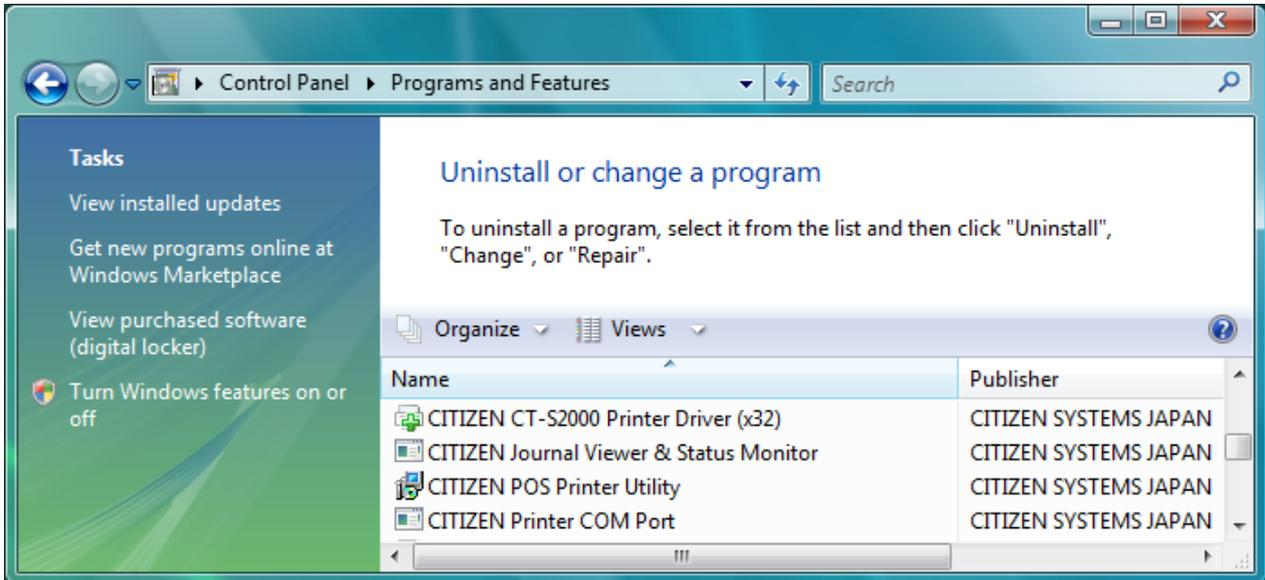 Control Panel Programs and Features Search
Tasks
View installed updates
Get new programs online at
Windows Marketplace
View purchased software
(digital locker)
Turn Windows features on or
off
Uninstall or change a program
To uninstall a program, select it from the list and then click "Uninstall",
"Change", or "Repair".
Organize Views
Name Publisher
CITIZEN CT-S2000 Printer Driver (x32) CITIZEN SYSTEMS JAPAN
CITIZEN Journal Viewer & Status Monitor CITIZEN SYSTEMS JAPAN
CITIZEN POS Printer Utility CITIZEN SYSTEMS JAPAN
CITIZEN Printer COM Port CITIZEN SYSTEMS JAPAN